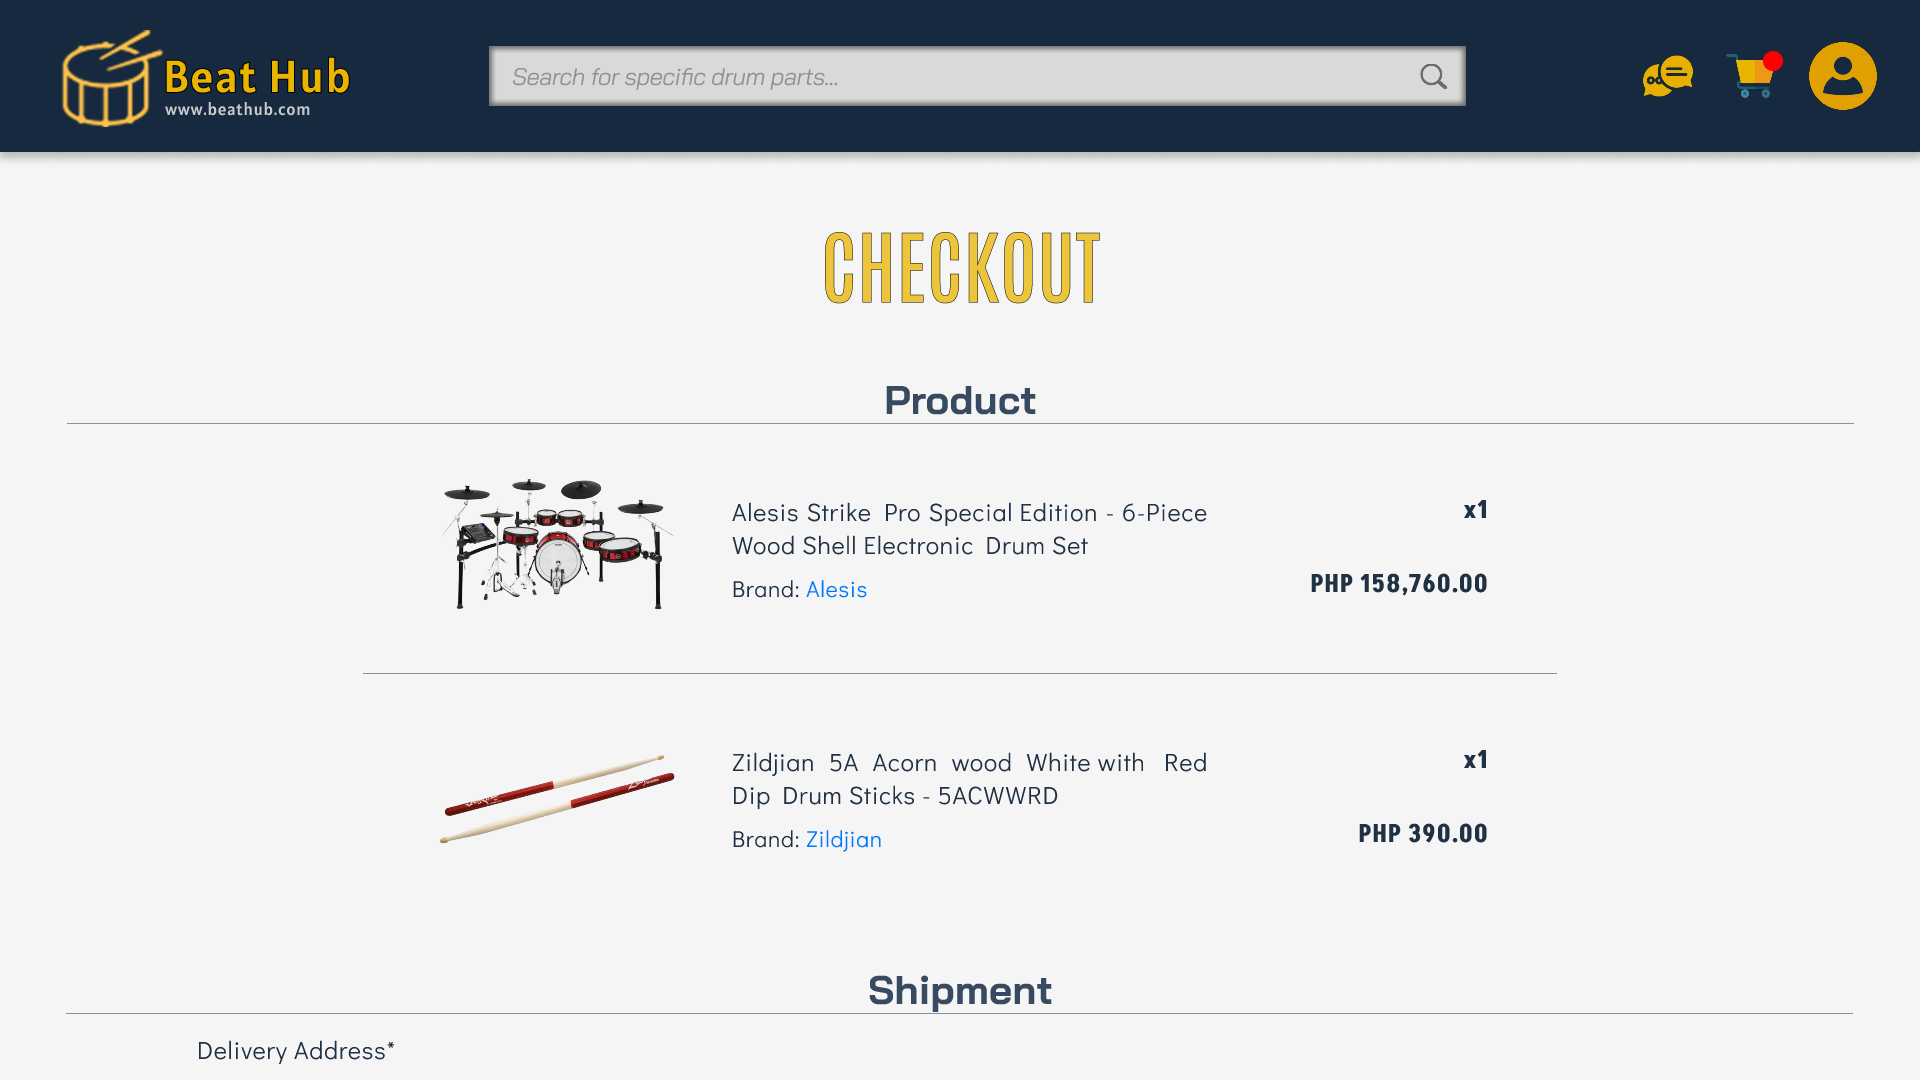 Beat Hub
www.beathub.com
Search for specific drum parts...
CHECKOUT
Product
Alesis Strike Pro Special Edition - 6-Piece
Wood Shell Electronic Drum Set
Brand: Alesis
x1
PHP 158,760.00
Zildjian 5A Acorn wood White with Red
Dip Drum Sticks - 5ACWWRD
Brand: Zildjian
x1
PHP 390.00
Shipment
Delivery Address*